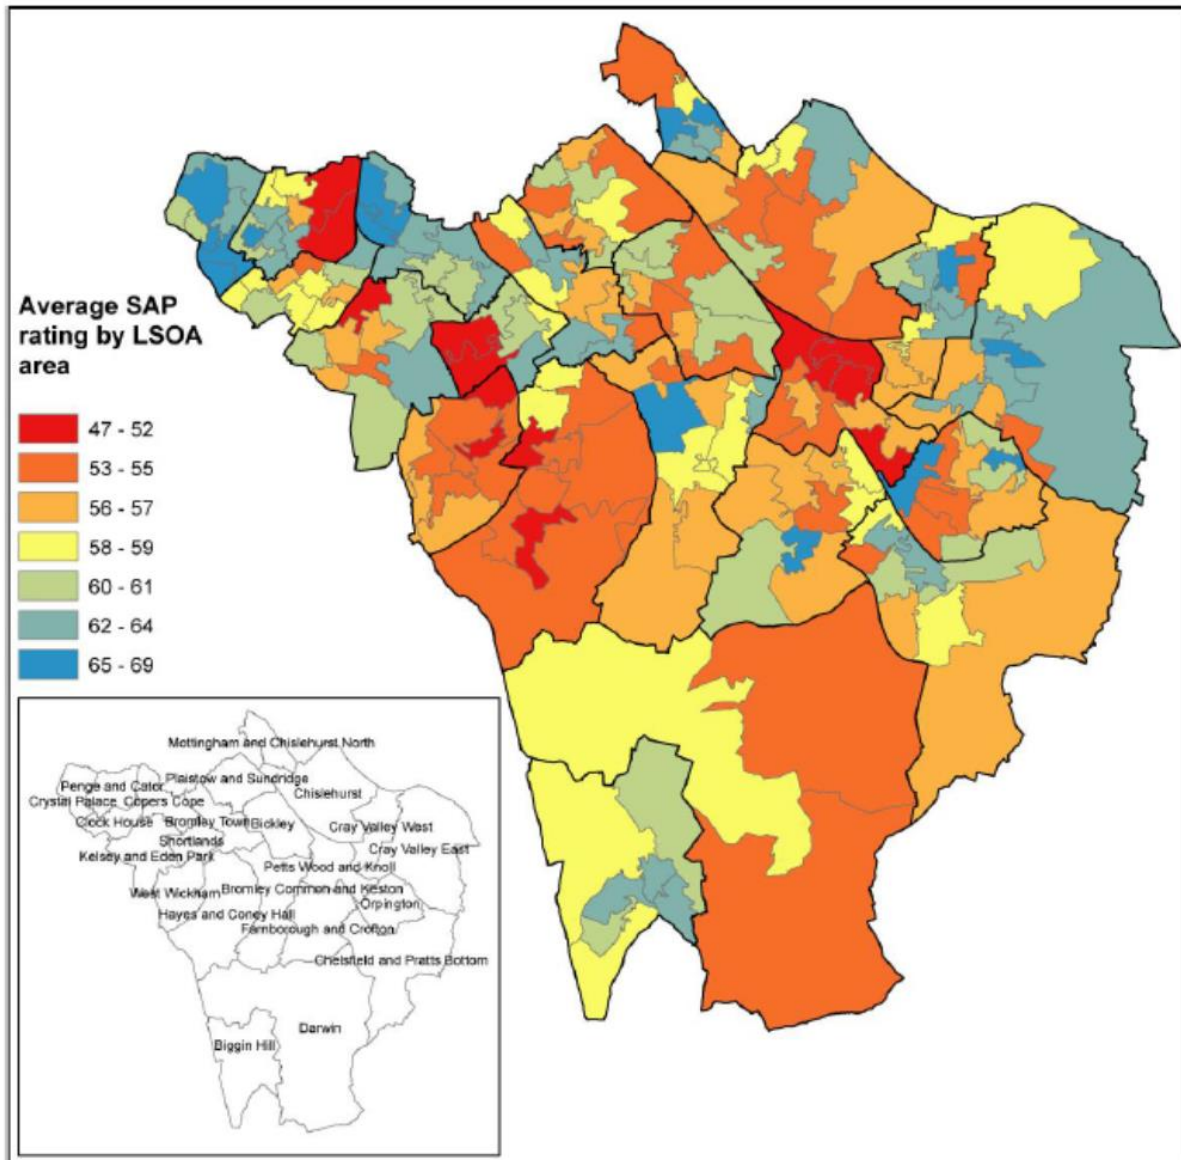 Average SAP
rating by LSOA
area
47 - 52
53 - 55
56 - 57
58 - 59
60 - 61
62 - 64
65 - 69
Mottingham and Chislehurst North
Plaistow and Sundridge
Penge and Cator
Chislehurst
Crystal Palace
Copers Cope
Clock House
Bromley Town
Bickley
Cray Valley West
Shortlands
Cray Valley East
Kelsey and Eden Park
Petts Wood and Knoll
West Wickham
Bromley Common and Keston
Orpington
Hayes and Coney Hall
Farnborough and Crofton
Chelsfield and Pratts Bottom
Darwin
Biggin Hill